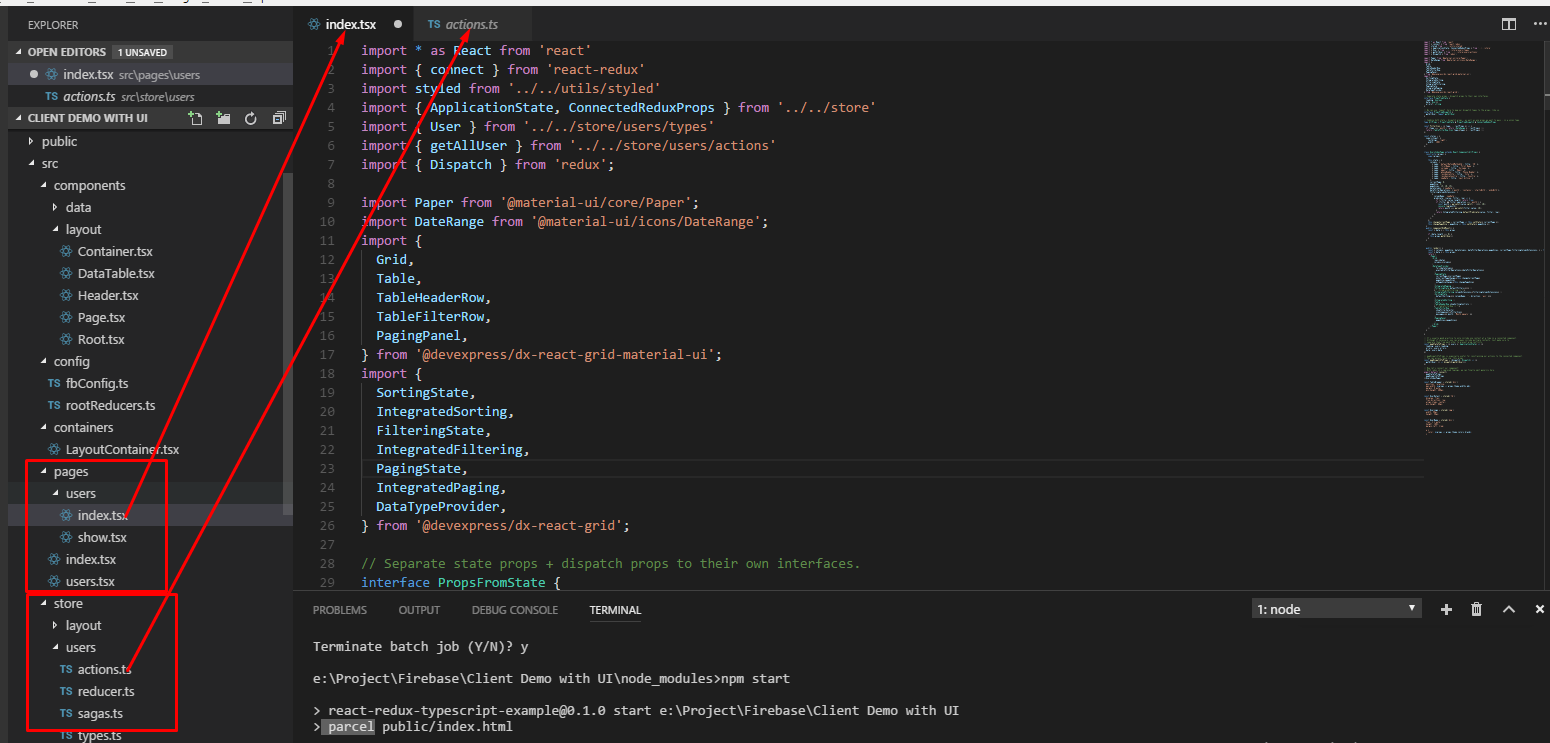 EXPLORER
OPEN EDITORS 1 UNSAVED
index.tsx src\pages\users
TS actions.ts src\store\users
CLIENT DEMO WITH UI
public
src
components
data
layout
Container.tsx
DataTable.tsx
Header.tsx
Page.tsx
Root.tsx
config
TS fbConfig.ts
TS rootReducers.ts
containers
LayoutContainer.tsx
pages
users
index.tsx
show.tsx
index.tsx
users.tsx
store
layout
users
TS actions.ts
TS reducer.ts
TS sagas.ts
TS types.ts
index.tsx
TS actions.ts
1 import * as React from 'react'
2 import { connect } from 'react-redux'
3 import styled from '../../utils/styled'
4 import { ApplicationState, ConnectedReduxProps } from '../../store'
5 import { User } from '../../store/users/types'
6 import { getAllUser } from '../../store/users/actions'
7 import { Dispatch } from 'redux';
8
9 import Paper from '@material-ui/core/Paper';
10 import DateRange from '@material-ui/icons/DateRange';
11 import {
12 Grid,
13 Table,
14 TableHeaderRow,
15 TableFilterRow,
16 PagingPanel,
17 } from '@devexpress/dx-react-grid-material-ui';
18 import {
19 SortingState,
20 IntegratedSorting,
21 FilteringState,
22 IntegratedFiltering,
23 PagingState,
24 IntegratedPaging,
25 DataTypeProvider,
26 } from '@devexpress/dx-react-grid';
27
28 // Separate state props + dispatch props to their own interfaces.
29 interface PropsFromState {
PROBLEMS OUTPUT DEBUG CONSOLE TERMINAL 1: node
Terminate batch job (Y/N)? y
e:\Project\Firebase\Client Demo with UI\node_modules>npm start
> react-redux-typescript-example@0.1.0 start e:\Project\Firebase\Client Demo with UI
> parcel public/index.html